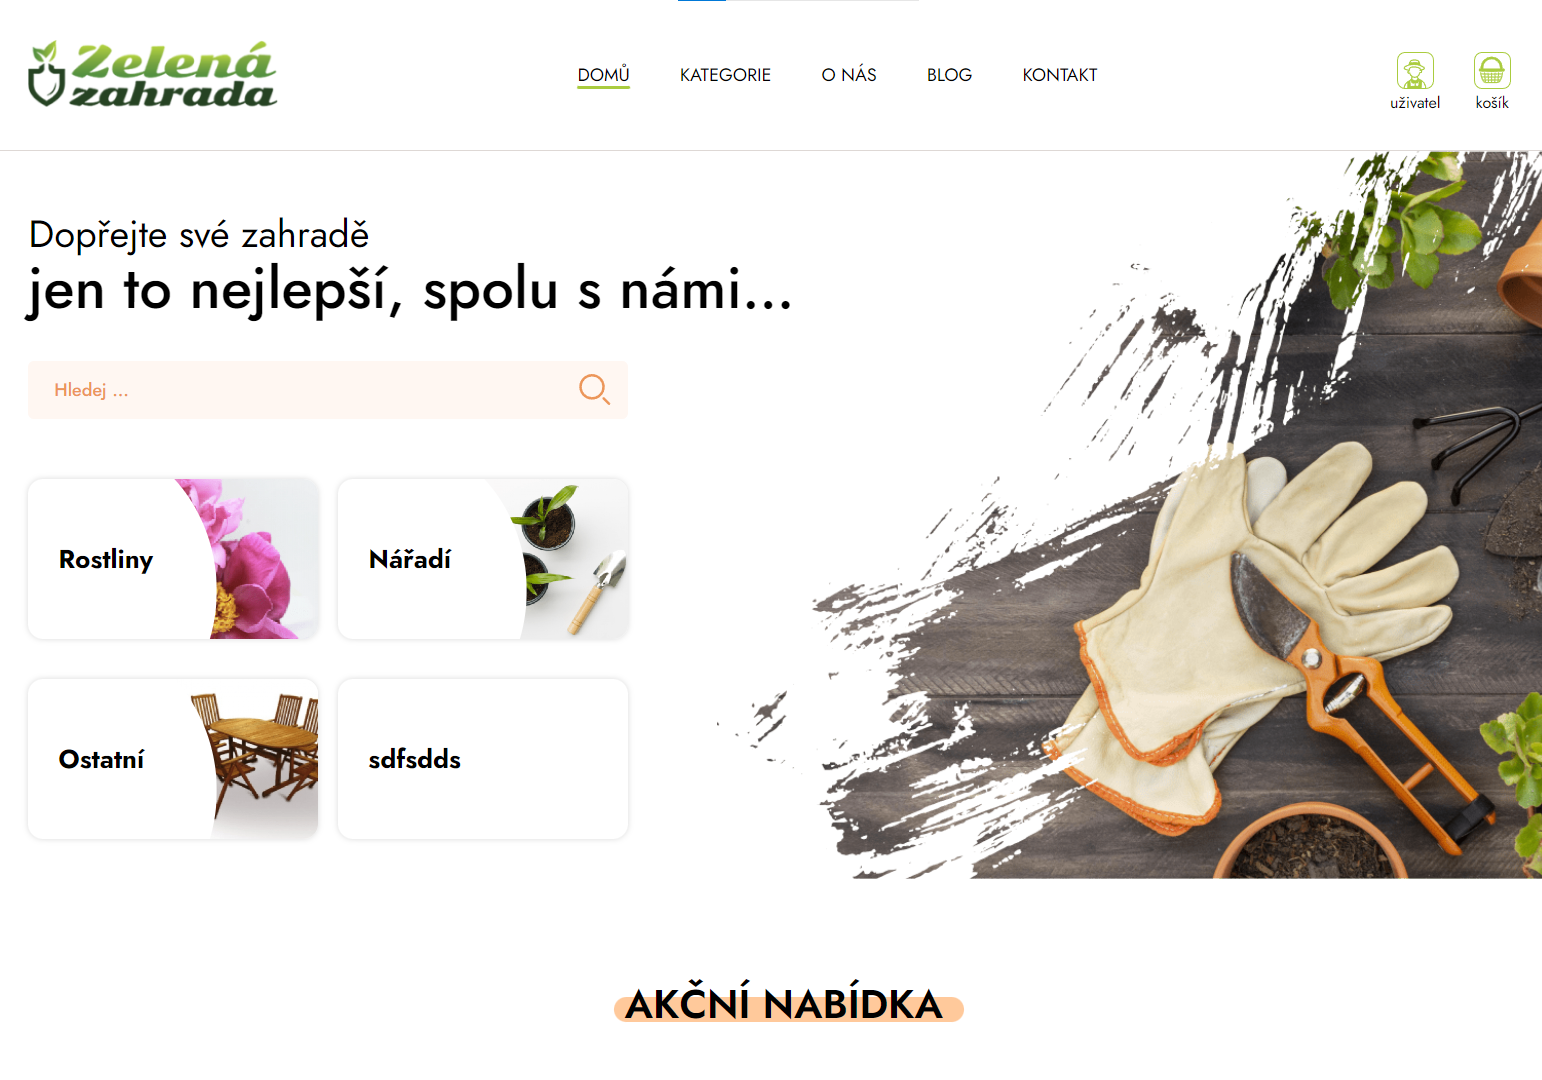 Zelená
zahrada
DOMŮ
KATEGORIE
O NÁS
BLOG
KONTAKT
uživatel
košík
Dopřejte své zahradě
jen to nejlepší, spolu s námi...
Hledej ...
Rostliny
Nářadí
Ostatní
sdfsdds
AKČNÍ NABÍDKA